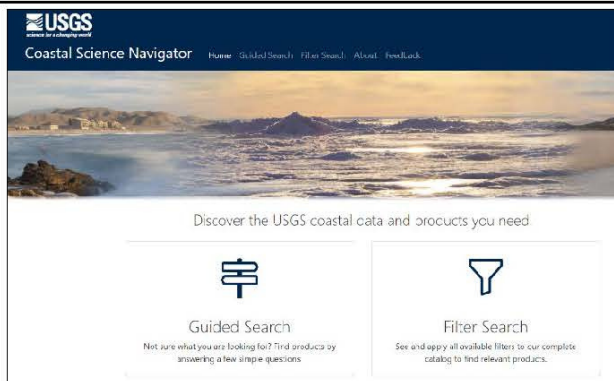 USGS
science for a changing world
Coastal Science Navigator Home Guided Search Filter Search About Feedback
Discover the USGS coastal data and products you need
Guided Search
Not sure what you are looking for? Find products by
answering a few simple questions
Filter Search
See and apply all available filters to our complete
catalog to find relevant products.